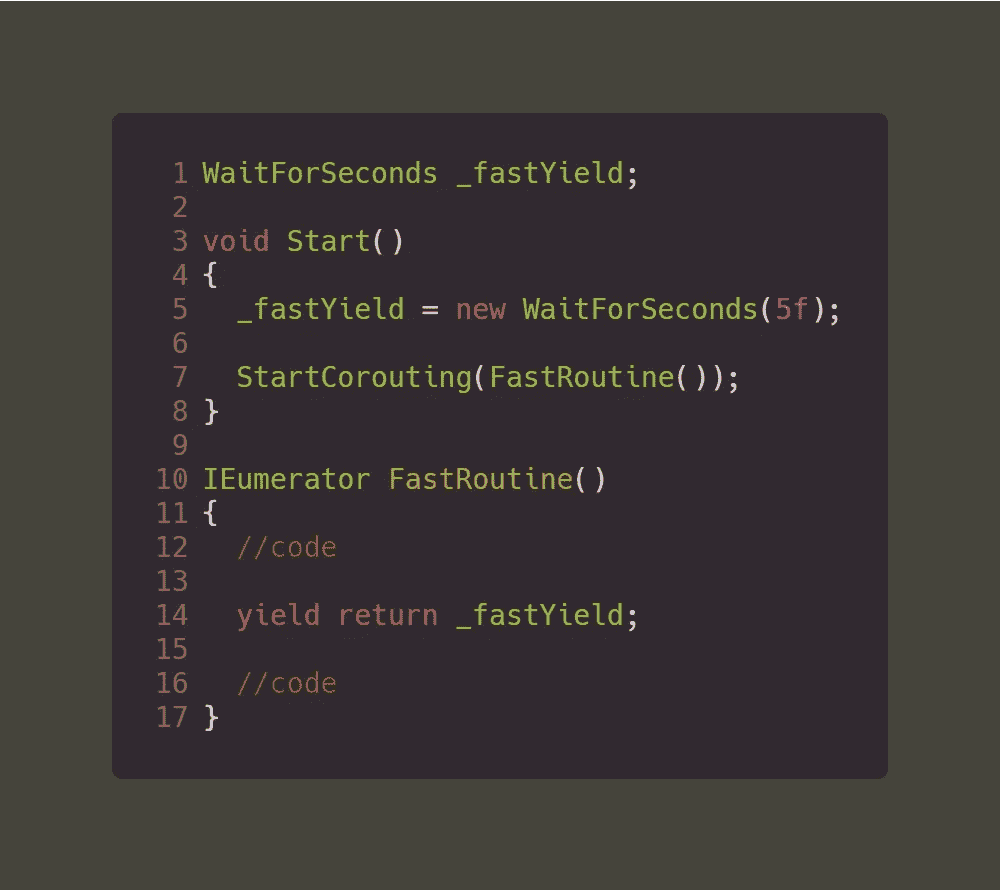 1 WaitForSeconds _fastYield;
2
3 void Start()
4 {
5   _fastYield = new WaitForSeconds(5f);
6
7   StartCorouting(FastRoutine());
8 }
9
10 IEumerator FastRoutine()
11 {
12   //code
13
14   yield return _fastYield;
15
16   //code
17 }